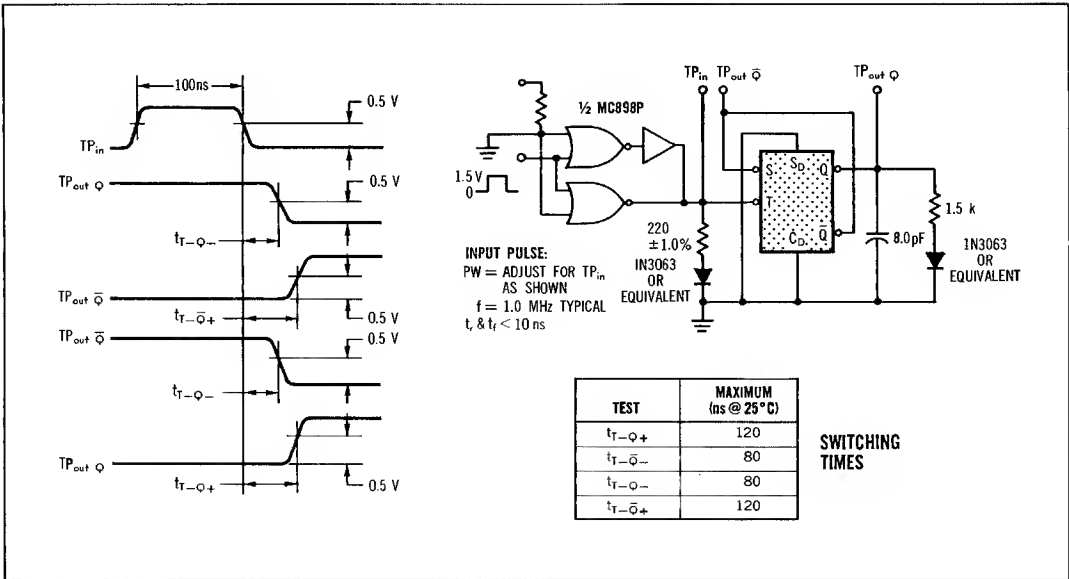 100ns
0.5 V
TPin
TPout Q
0.5 V
tT–Q–
TPout Q̅
tT–Q̅+
0.5 V
TPout Q̅
0.5 V
tT–Q–
TPout Q
tT–Q+
0.5 V
TPin TPout Q̅ TPout Q
½ MC898P
1.5 V
0
S SD Q
T
CD Q̅
220
±1.0%
1N3063
OR
EQUIVALENT
8.0pF
1.5 k
1N3063
OR
EQUIVALENT
INPUT PULSE:
PW = ADJUST FOR TPin
AS SHOWN
f = 1.0 MHz TYPICAL
tr & tf < 10 ns
TEST MAXIMUM
(ns @ 25°C)
tT–Q+ 120
tT–Q̅– 80
tT–Q– 80
tT–Q̅+ 120
SWITCHING
TIMES